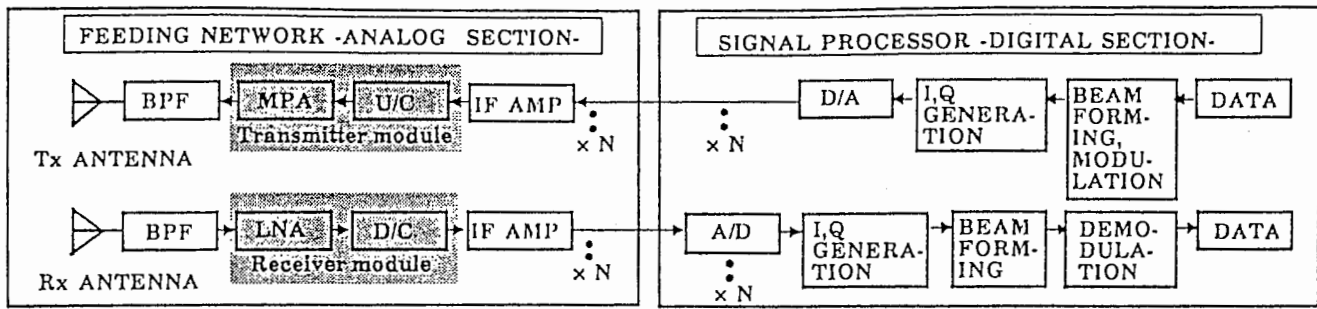 FEEDING NETWORK -ANALOG SECTION-
SIGNAL PROCESSOR -DIGITAL SECTION-
BPF
MPA
U/C
IF AMP
Transmitter module
Tx ANTENNA
× N
× N
D/A
I,Q
GENERA-
TION
BEAM
FORM-
ING,
MODU-
LATION
DATA
BPF
LNA
D/C
IF AMP
Receiver module
Rx ANTENNA
× N
A/D
× N
I,Q
GENERA-
TION
BEAM
FORM-
ING
DEMO-
DULA-
TION
DATA